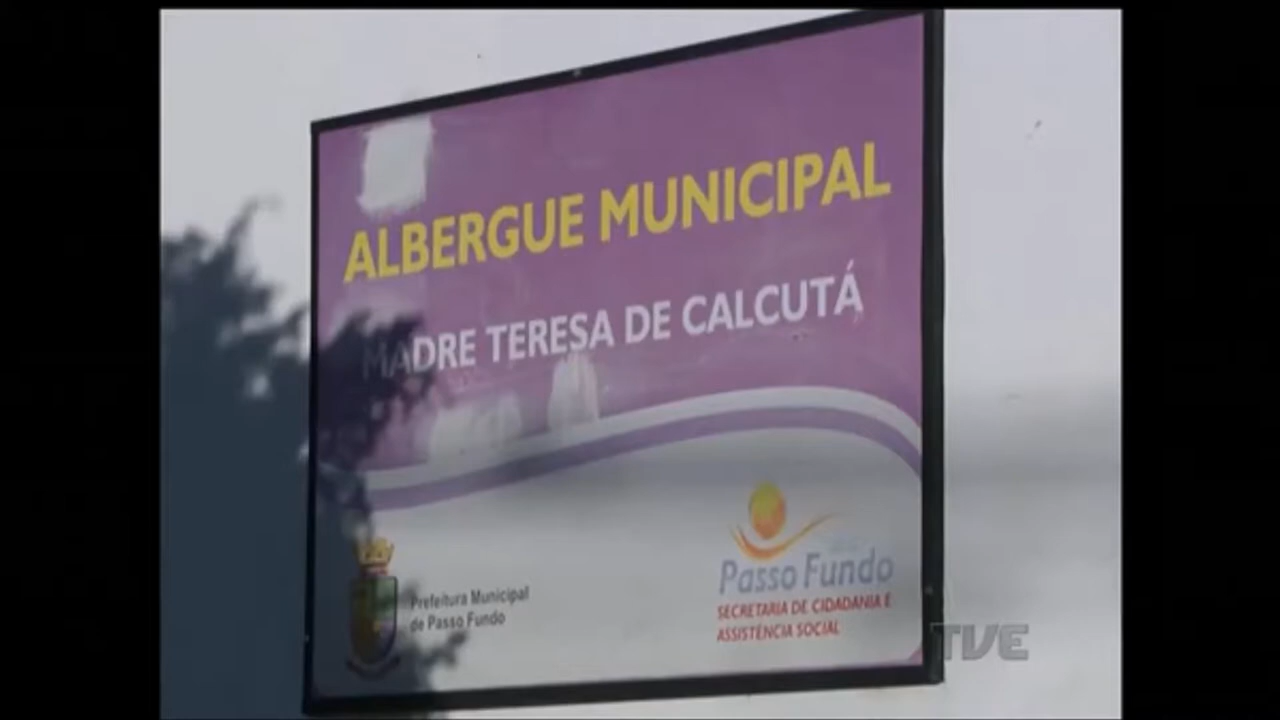 ALBERGUE MUNICIPAL
MADRE TERESA DE CALCUTÁ
Prefeitura Municipal
de Passo Fundo
Passo Fundo
SECRETARIA DE CIDADANIA E
ASSISTÊNCIA SOCIAL
TVE